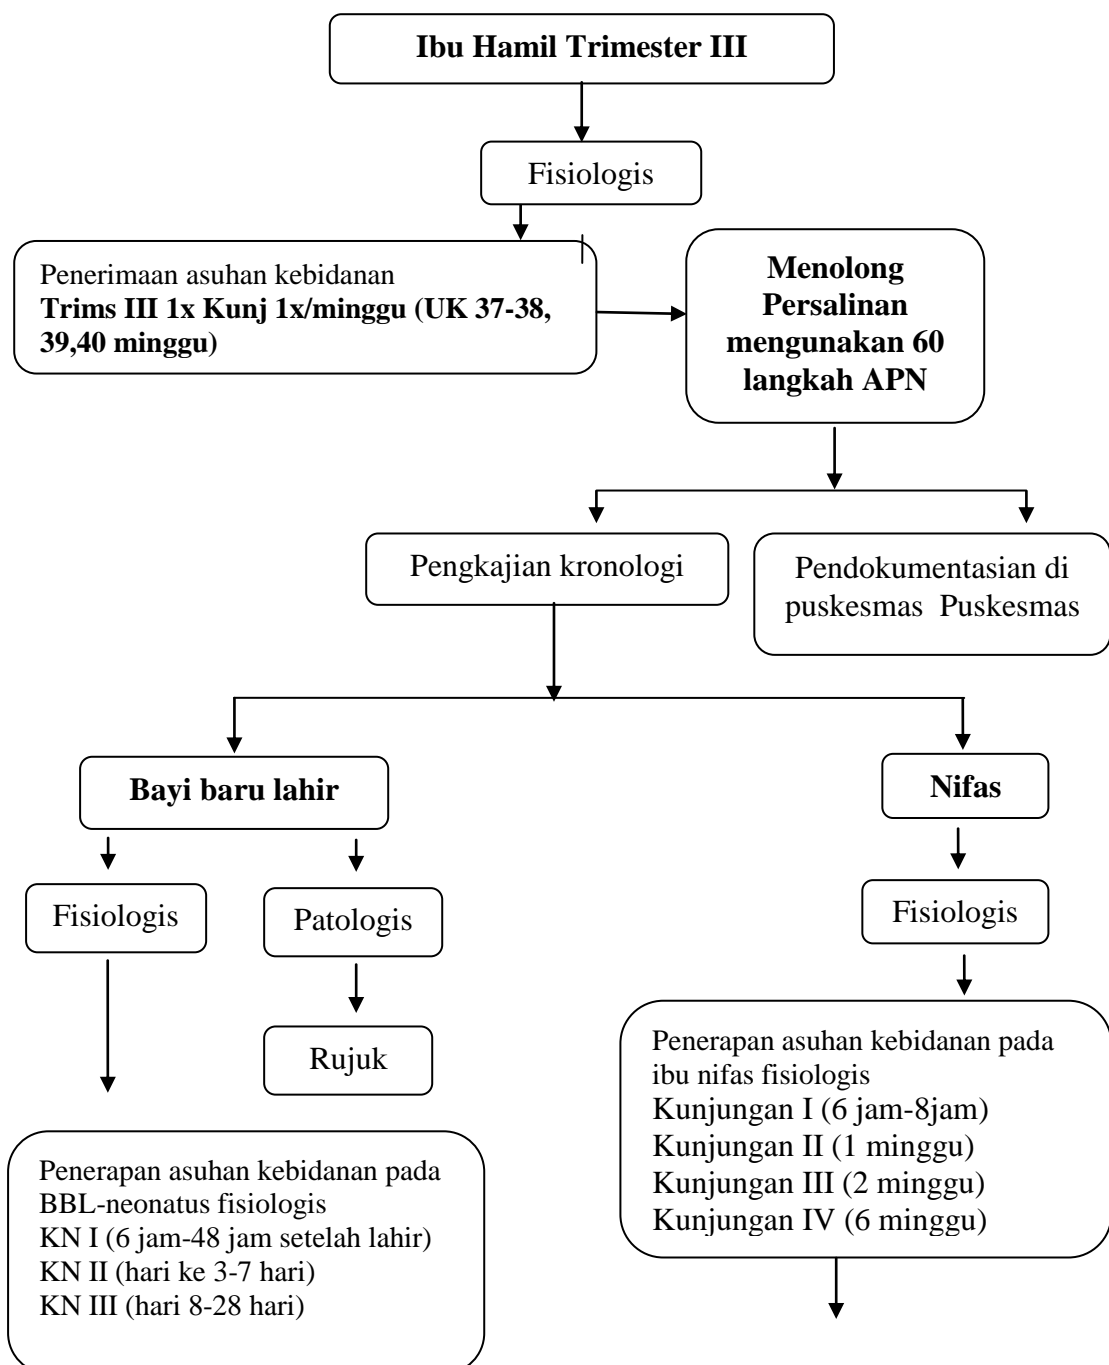 Ibu Hamil Trimester III
Fisiologis
Penerimaan asuhan kebidanan
Trims III 1x Kunj 1x/minggu (UK 37-38,
39,40 minggu)
Menolong
Persalinan
mengunakan 60
langkah APN
Pengkajian kronologi
Pendokumentasian di
puskesmas Puskesmas
Bayi baru lahir
Nifas
Fisiologis
Patologis
Fisiologis
Rujuk
Penerapan asuhan kebidanan pada
ibu nifas fisiologis
Kunjungan I (6 jam-8jam)
Kunjungan II (1 minggu)
Kunjungan III (2 minggu)
Kunjungan IV (6 minggu)
Penerapan asuhan kebidanan pada
BBL-neonatus fisiologis
KN I (6 jam-48 jam setelah lahir)
KN II (hari ke 3-7 hari)
KN III (hari 8-28 hari)